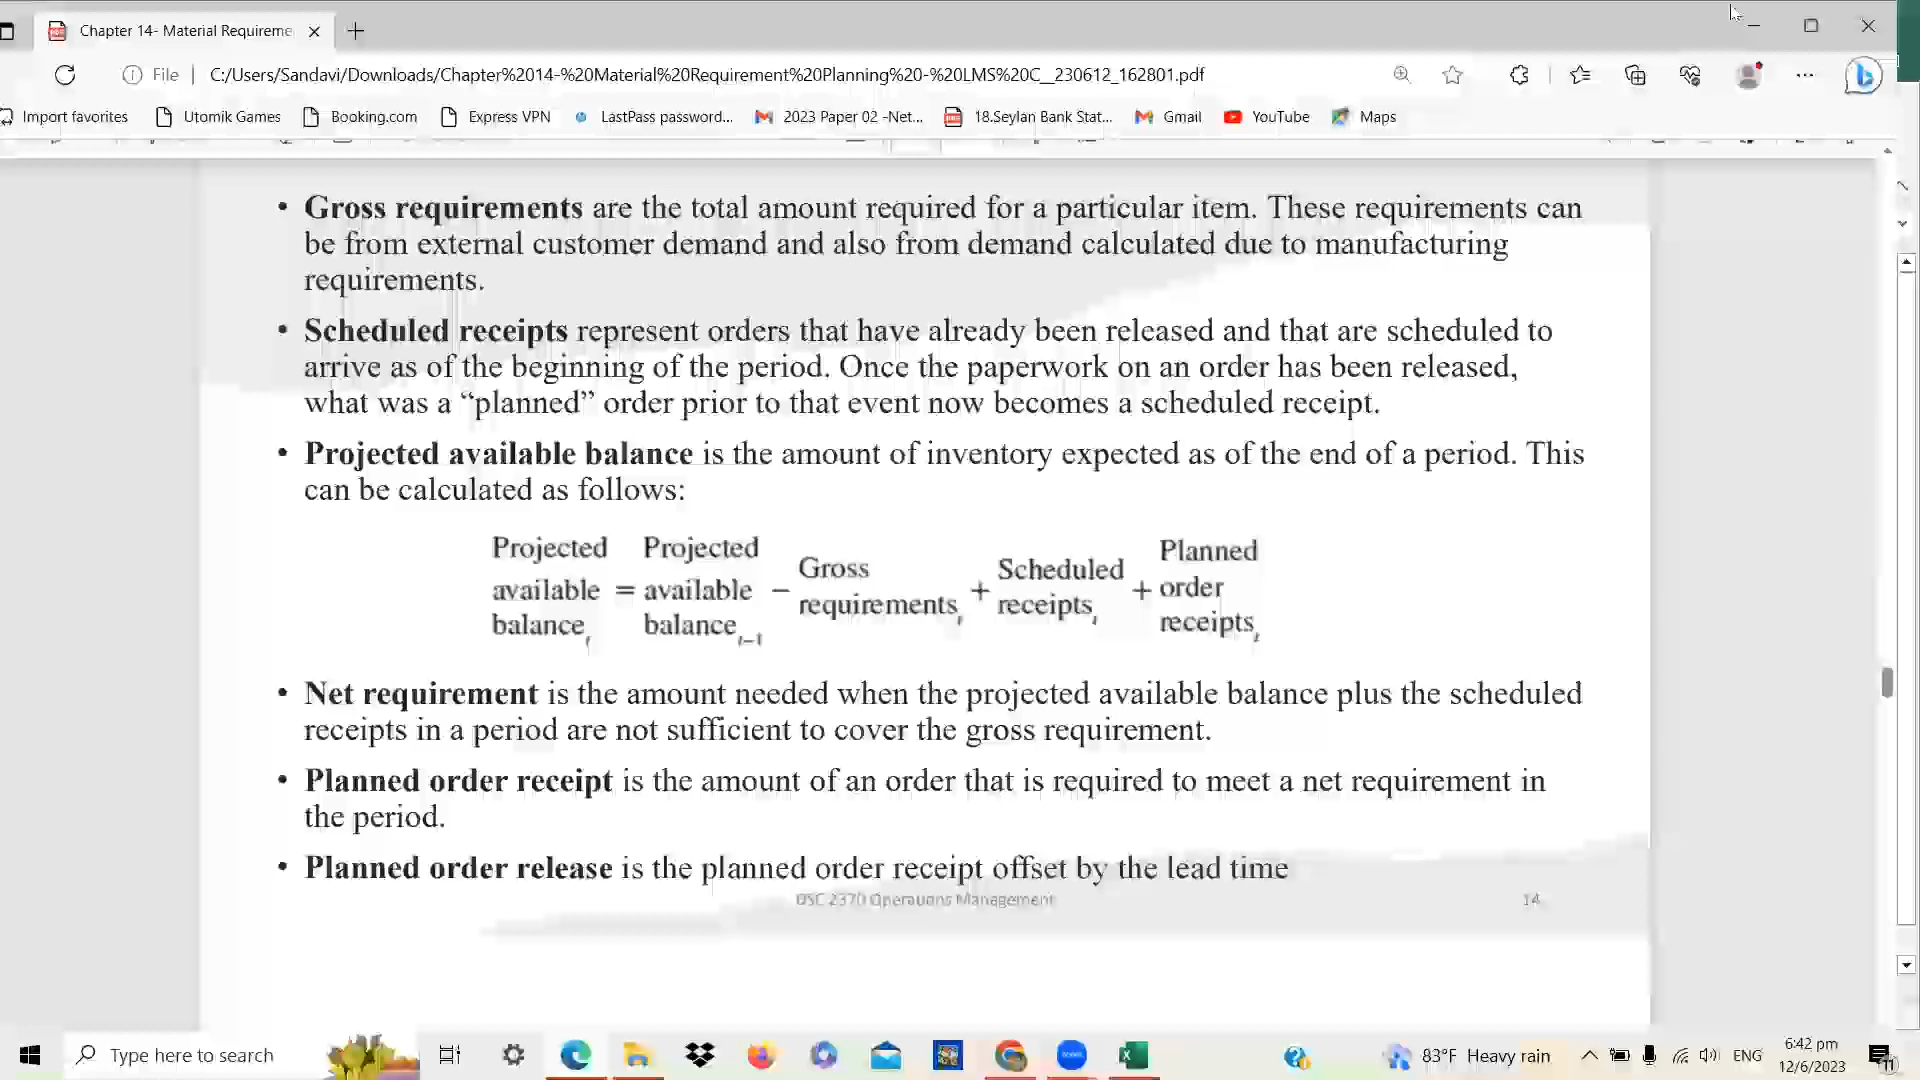 Chapter 14- Material Requireme
File
C:/Users/Sandavi/Downloads/Chapter%2014-%20Material%20Requirement%20Planning%20-%20LMS%20C__230612_162801.pdf
Import favorites Utomik Games Booking.com Express VPN LastPass password... 2023 Paper 02 -Net... 18.Seylan Bank Stat... Gmail YouTube Maps
• Gross requirements are the total amount required for a particular item. These requirements can
be from external customer demand and also from demand calculated due to manufacturing
requirements.
• Scheduled receipts represent orders that have already been released and that are scheduled to
arrive as of the beginning of the period. Once the paperwork on an order has been released,
what was a “planned” order prior to that event now becomes a scheduled receipt.
• Projected available balance is the amount of inventory expected as of the end of a period. This
can be calculated as follows:
Projected available balance t = Projected available balance t−1 − Gross requirements t + Scheduled receipts t + Planned order receipts t
• Net requirement is the amount needed when the projected available balance plus the scheduled
receipts in a period are not sufficient to cover the gross requirement.
• Planned order receipt is the amount of an order that is required to meet a net requirement in
the period.
• Planned order release is the planned order receipt offset by the lead time
DSC 2370 Operations Management 14
Type here to search
83°F Heavy rain ENG
6:42 pm
12/6/2023